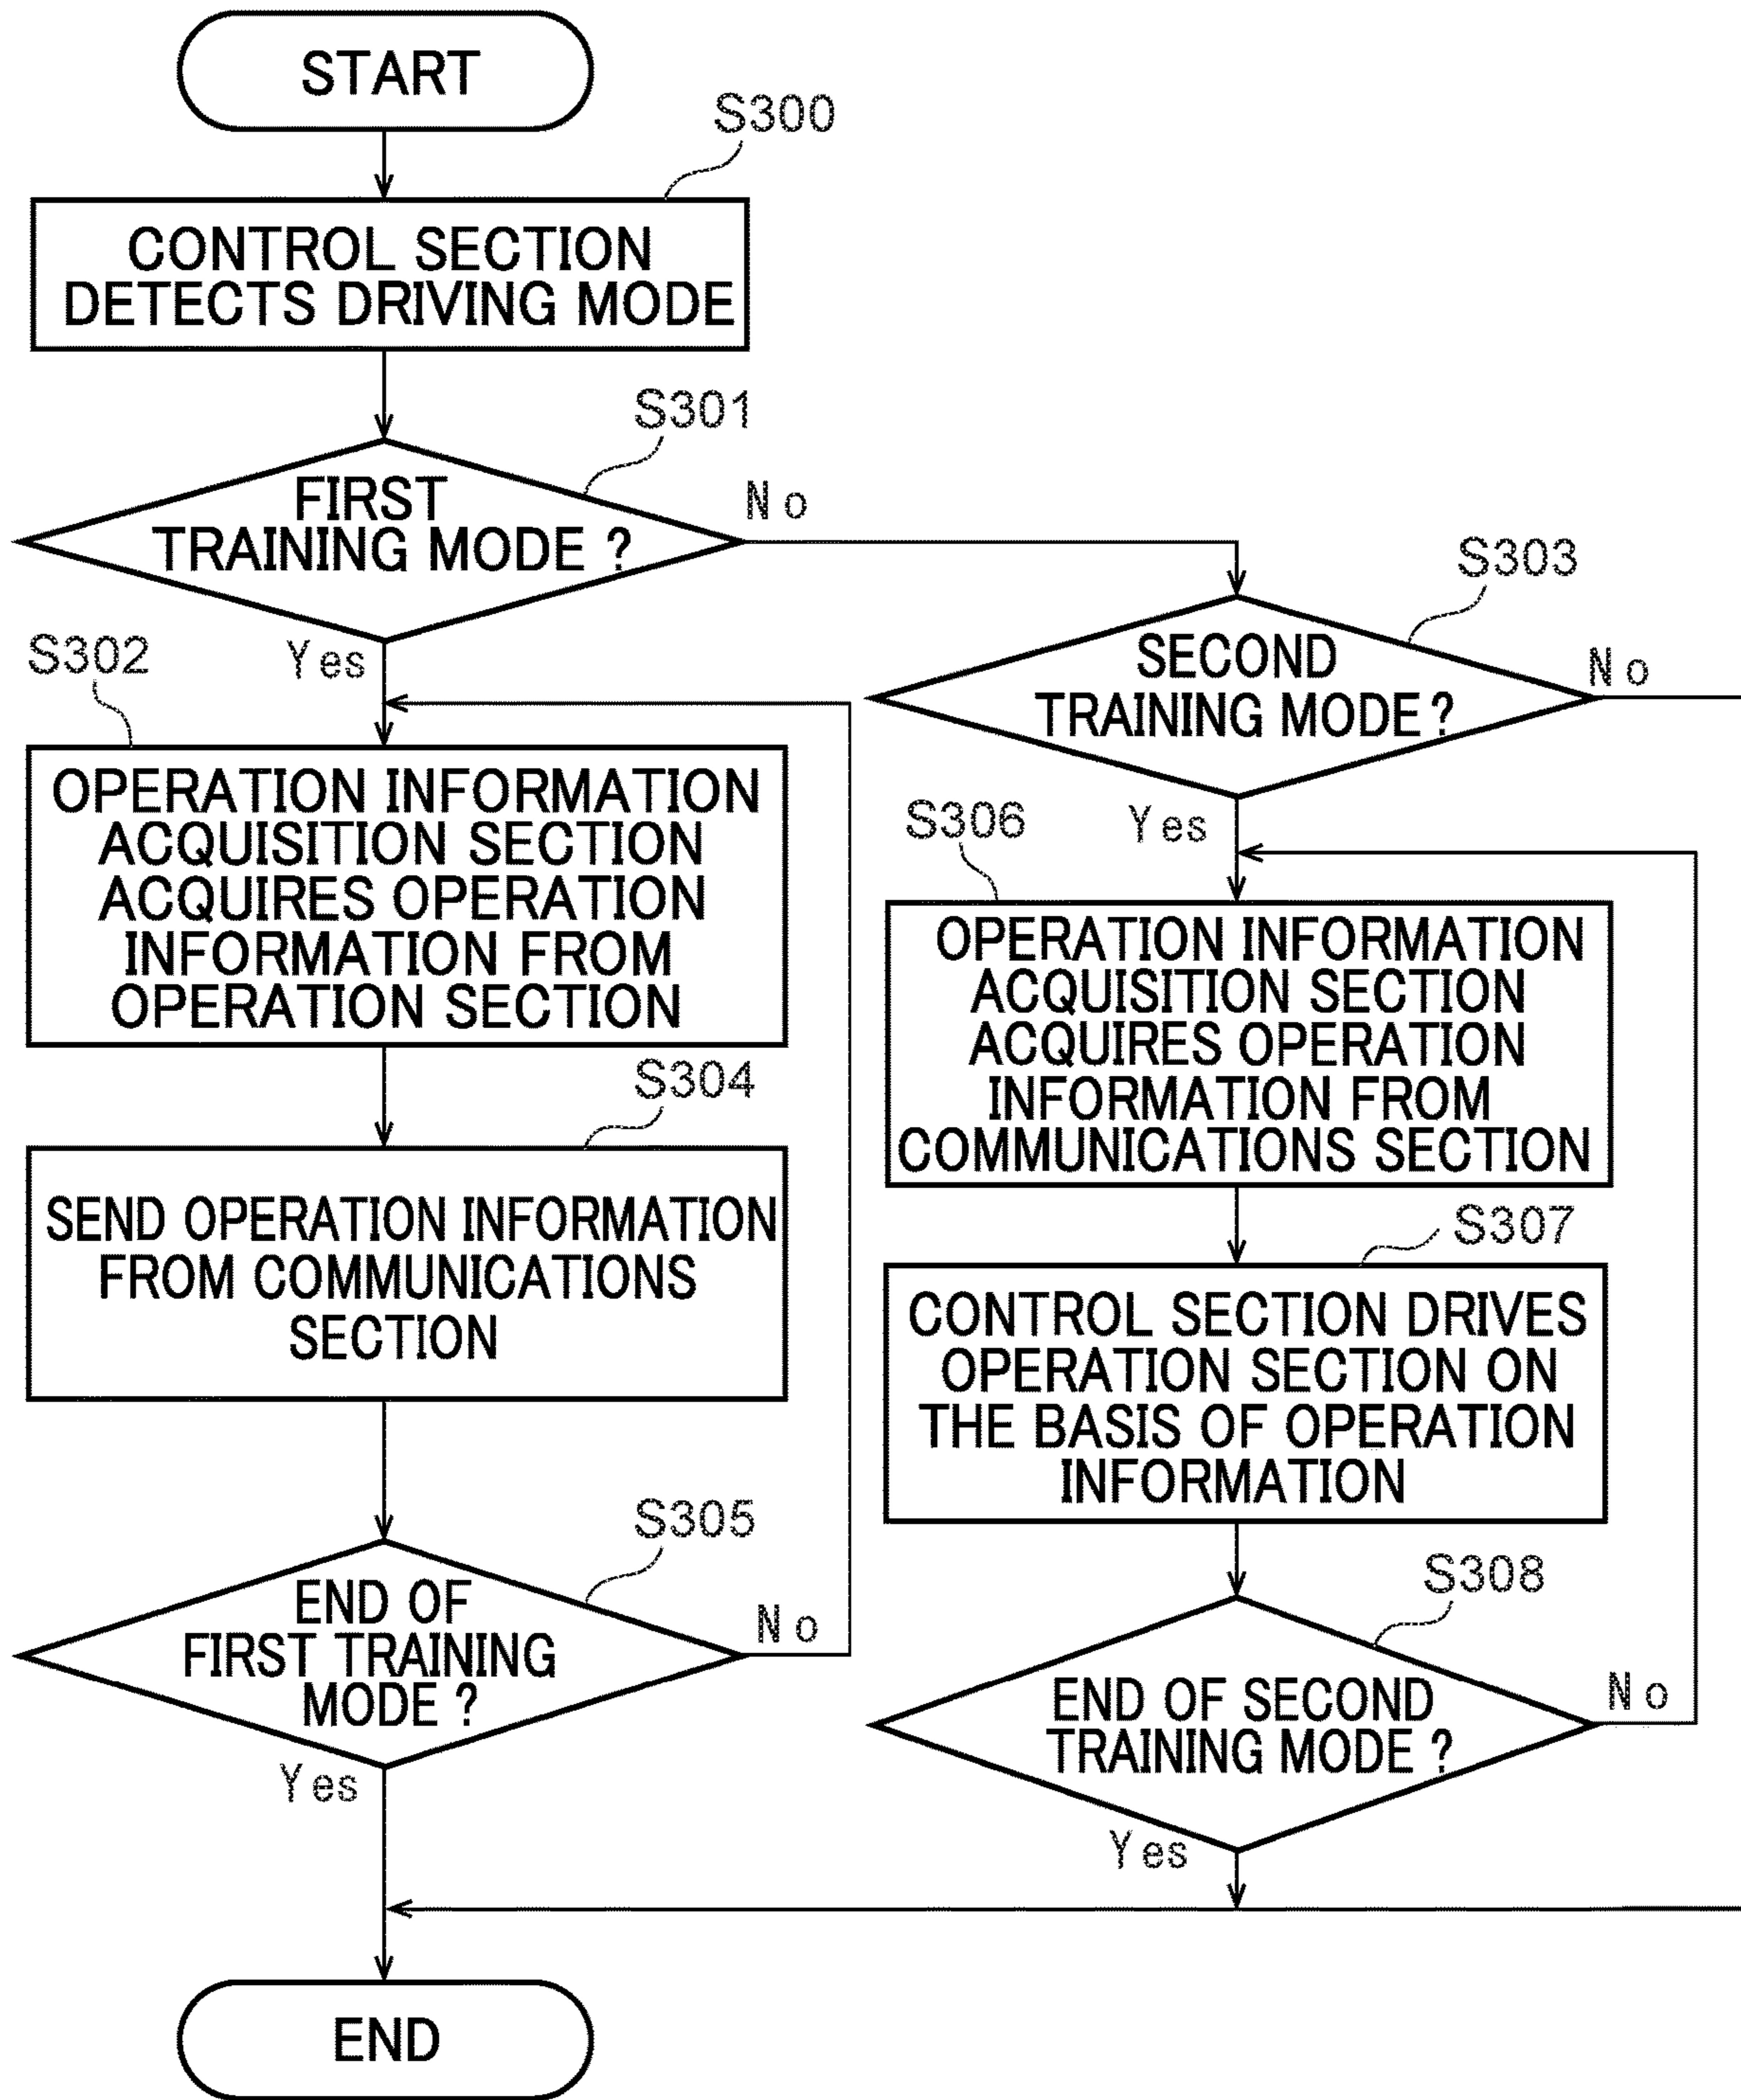 START
S300
CONTROL SECTION
DETECTS DRIVING MODE
S301
FIRST
TRAINING MODE ?
No
Yes
S303
SECOND
TRAINING MODE ?
No
Yes
S302
OPERATION INFORMATION
ACQUISITION SECTION
ACQUIRES OPERATION
INFORMATION FROM
OPERATION SECTION
S304
SEND OPERATION INFORMATION
FROM COMMUNICATIONS
SECTION
S305
END OF
FIRST TRAINING
MODE ?
No
Yes
S306
OPERATION INFORMATION
ACQUISITION SECTION
ACQUIRES OPERATION
INFORMATION FROM
COMMUNICATIONS SECTION
S307
CONTROL SECTION DRIVES
OPERATION SECTION ON
THE BASIS OF OPERATION
INFORMATION
S308
END OF SECOND
TRAINING MODE ?
No
Yes
END